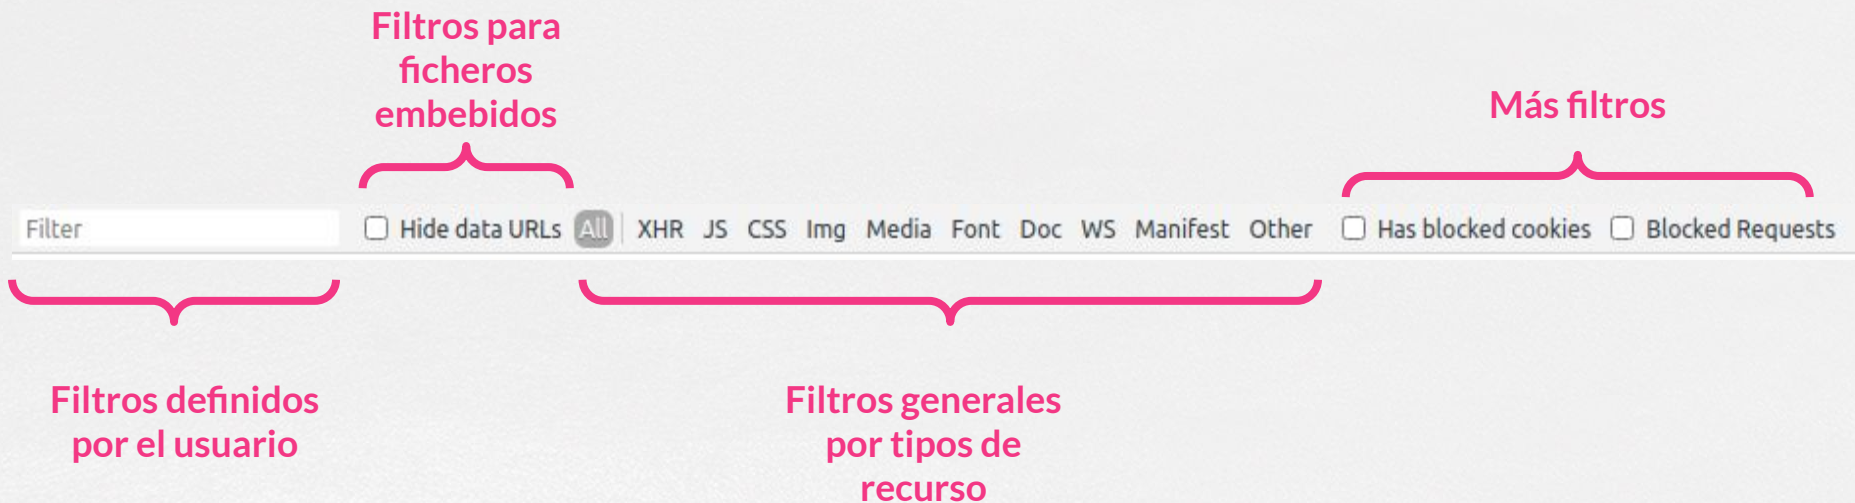 Filtros para
ficheros
embebidos
Más filtros
Filter Hide data URLs All XHR JS CSS Img Media Font Doc WS Manifest Other Has blocked cookies Blocked Requests
Filtros definidos
por el usuario
Filtros generales
por tipos de
recurso